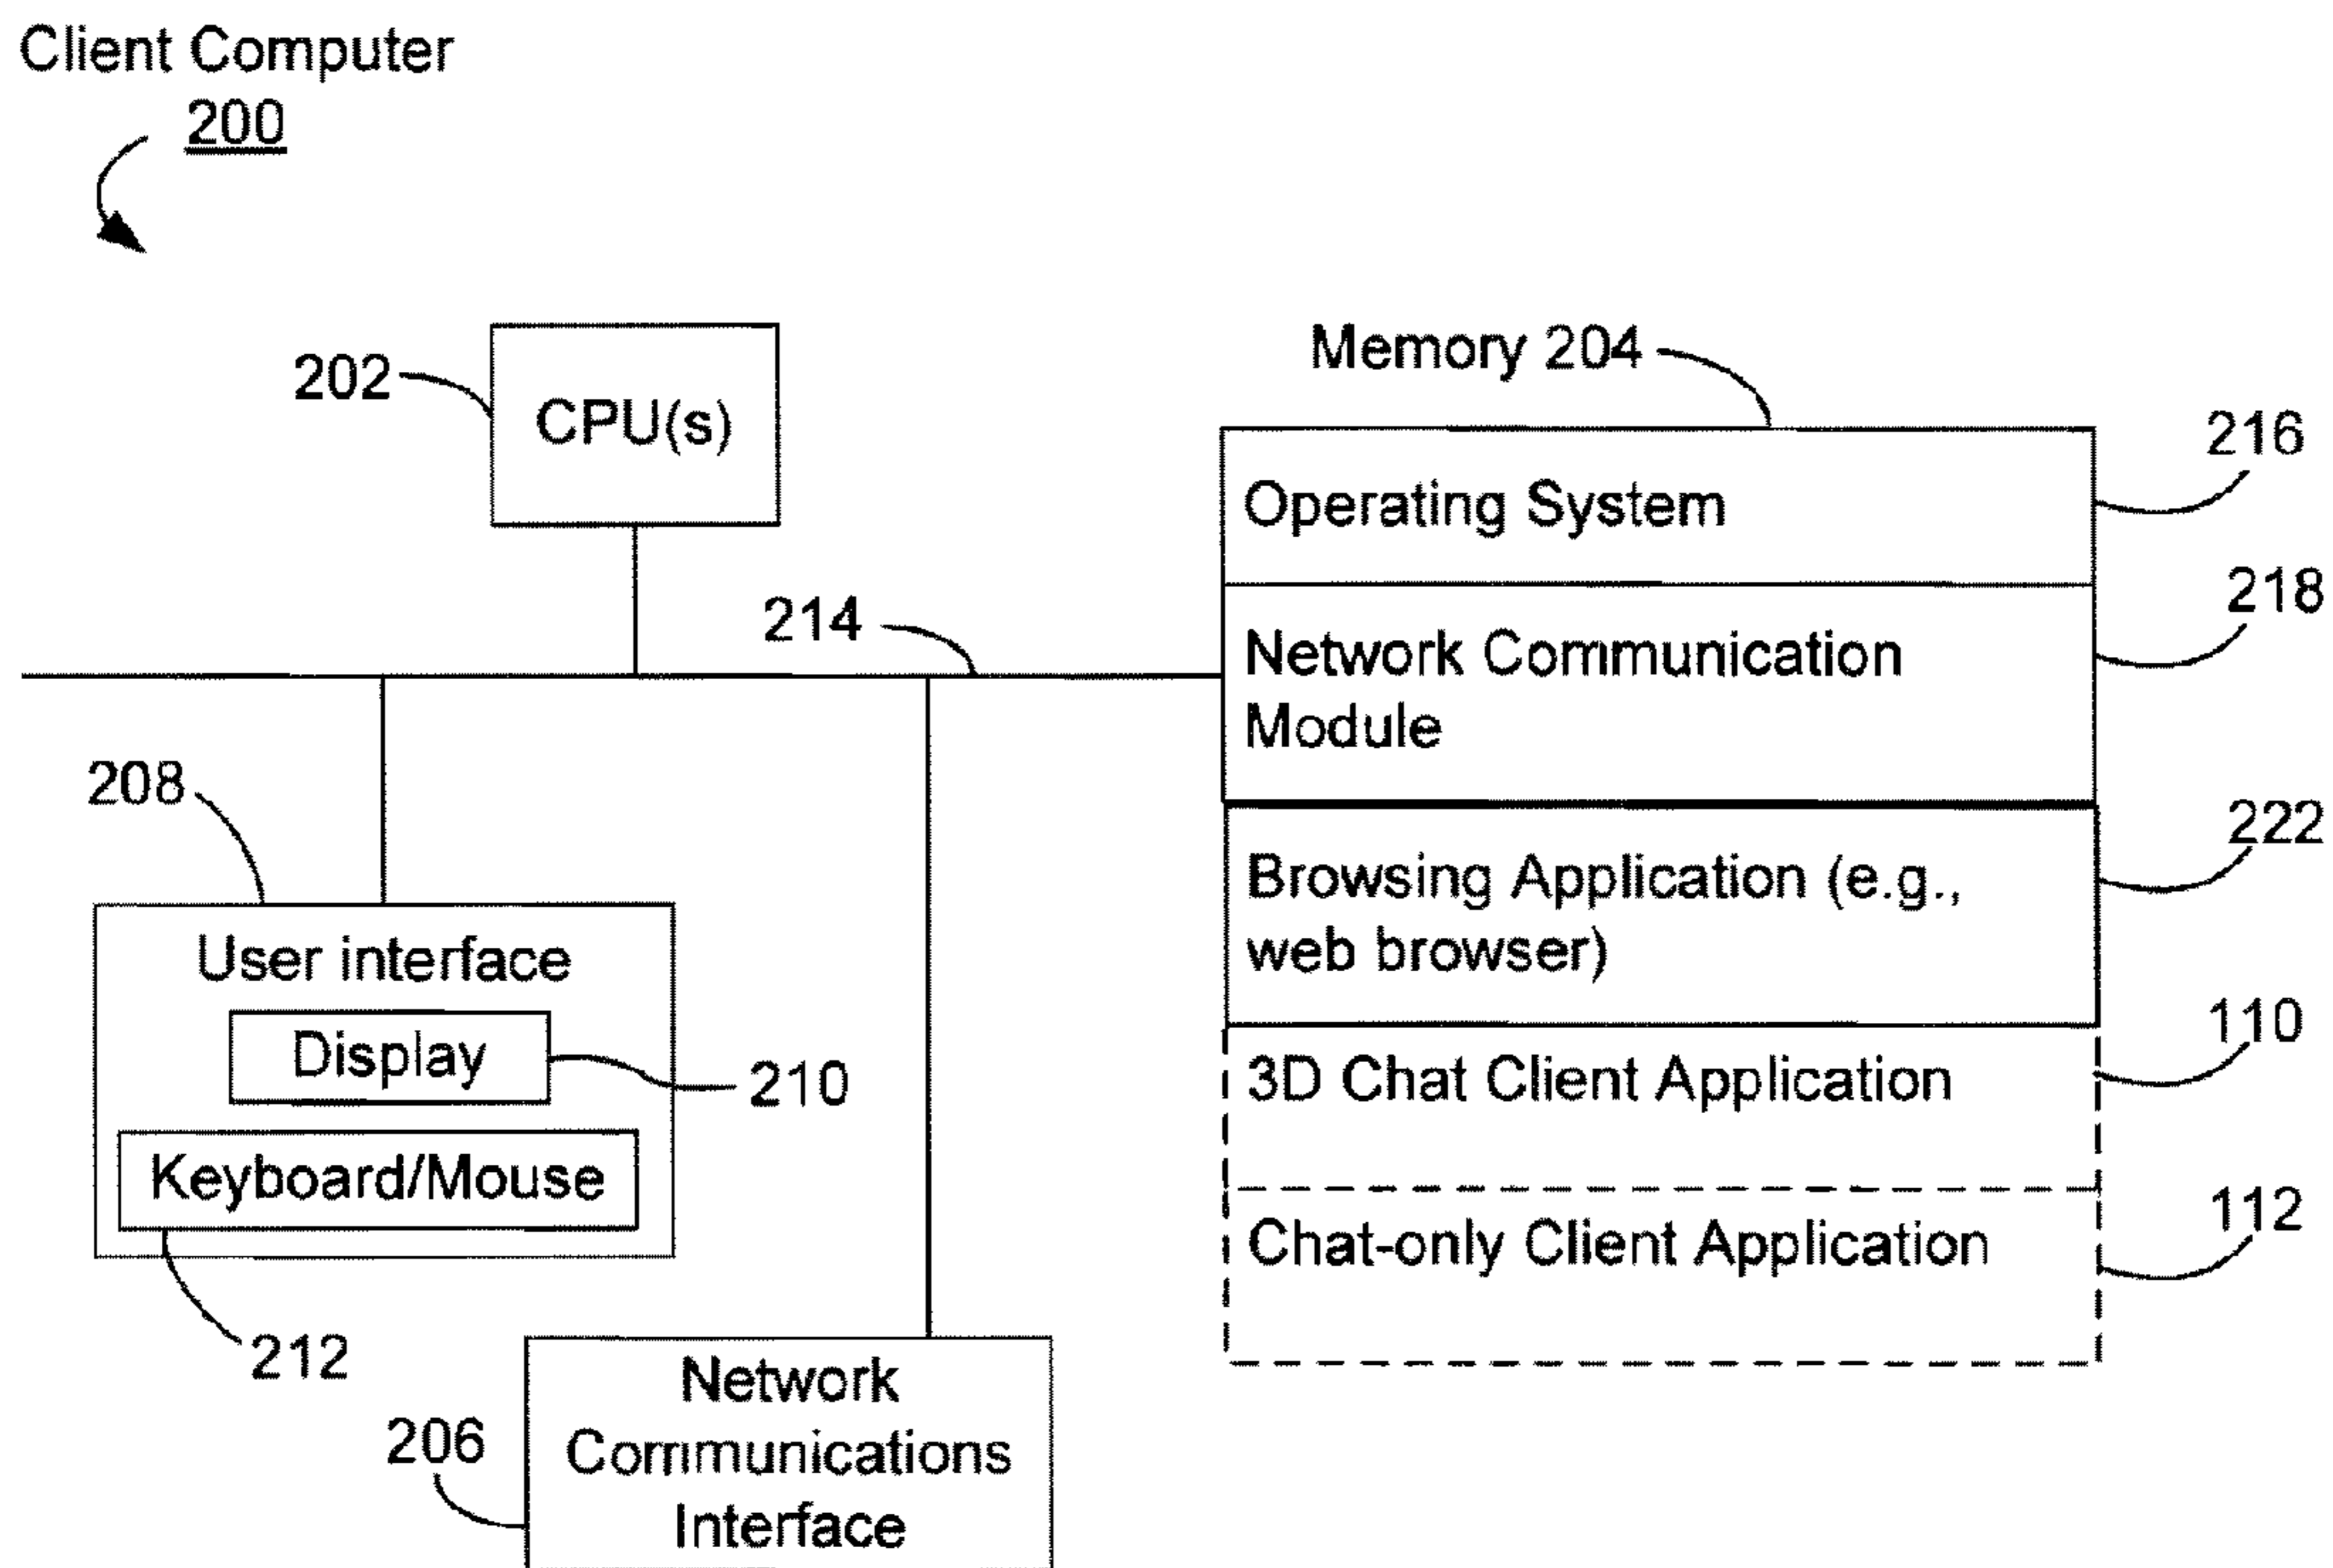 Client Computer
200
202
CPU(s)
Memory 204
216
Operating System
218
214
Network Communication
Module
208
222
Browsing Application (e.g.,
web browser)
User interface
Display
210
110
3D Chat Client Application
Keyboard/Mouse
112
Chat-only Client Application
212
206
Network
Communications
Interface